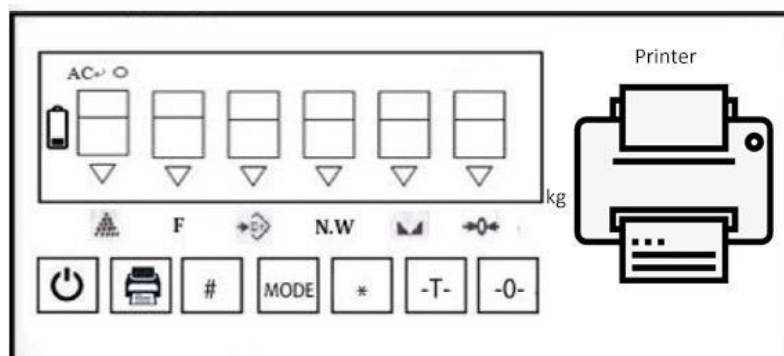 Printer
AC
kg
F N.W
# MODE * -T- -0-